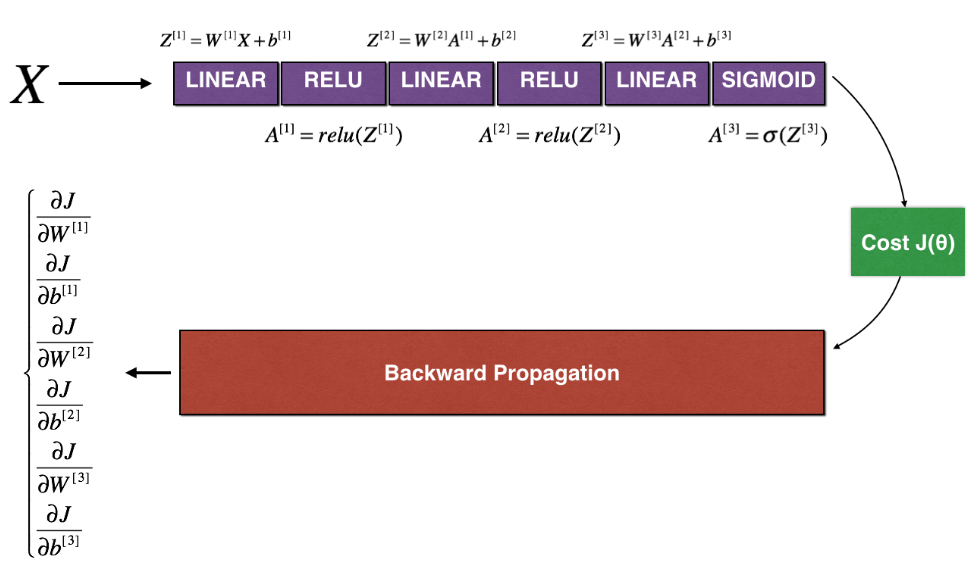 Z^[1] = W^[1]X + b^[1]
Z^[2] = W^[2]A^[1] + b^[2]
Z^[3] = W^[3]A^[2] + b^[3]
X
LINEAR
RELU
LINEAR
RELU
LINEAR
SIGMOID
A^[1] = relu(Z^[1])
A^[2] = relu(Z^[2])
A^[3] = σ(Z^[3])
Cost J(θ)
Backward Propagation
∂J
∂W^[1]
∂J
∂b^[1]
∂J
∂W^[2]
∂J
∂b^[2]
∂J
∂W^[3]
∂J
∂b^[3]